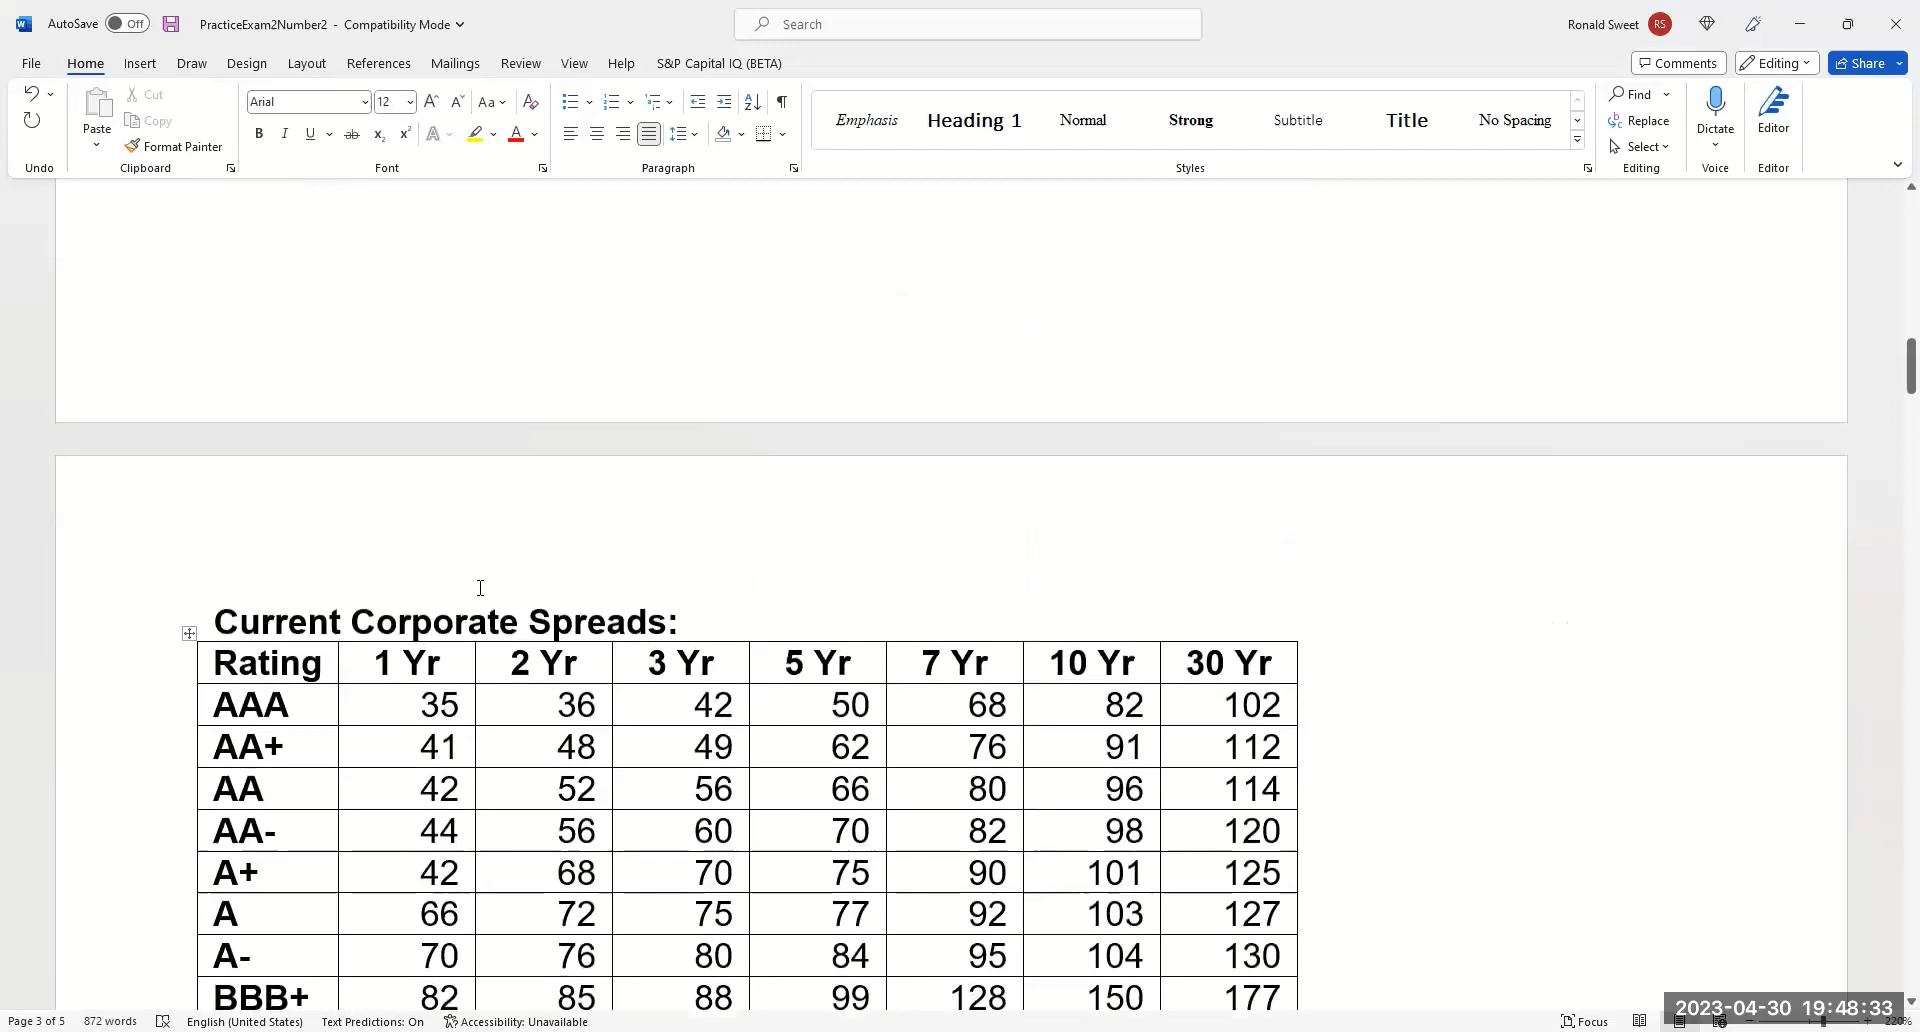 AutoSave Off PracticeExam2Number2 - Compatibility Mode Search Ronald Sweet RS
File Home Insert Draw Design Layout References Mailings Review View Help S&P Capital IQ (BETA) Comments Editing Share
Paste Cut Arial 12 Aa Emphasis Heading 1 Normal Strong Subtitle Title No Spacing Find Dictate Editor
Copy Replace
Format Painter B I U ab x₂ x² A A Select
Undo Clipboard Font Paragraph Styles Editing Voice Editor
Current Corporate Spreads:
Rating 1 Yr 2 Yr 3 Yr 5 Yr 7 Yr 10 Yr 30 Yr
AAA 35 36 42 50 68 82 102
AA+ 41 48 49 62 76 91 112
AA 42 52 56 66 80 96 114
AA- 44 56 60 70 82 98 120
A+ 42 68 70 75 90 101 125
A 66 72 75 77 92 103 127
A- 70 76 80 84 95 104 130
BBB+ 82 85 88 99 128 150 177
2023-04-30 19:48:33
Page 3 of 5 872 words English (United States) Text Predictions: On Accessibility: Unavailable Focus 220%